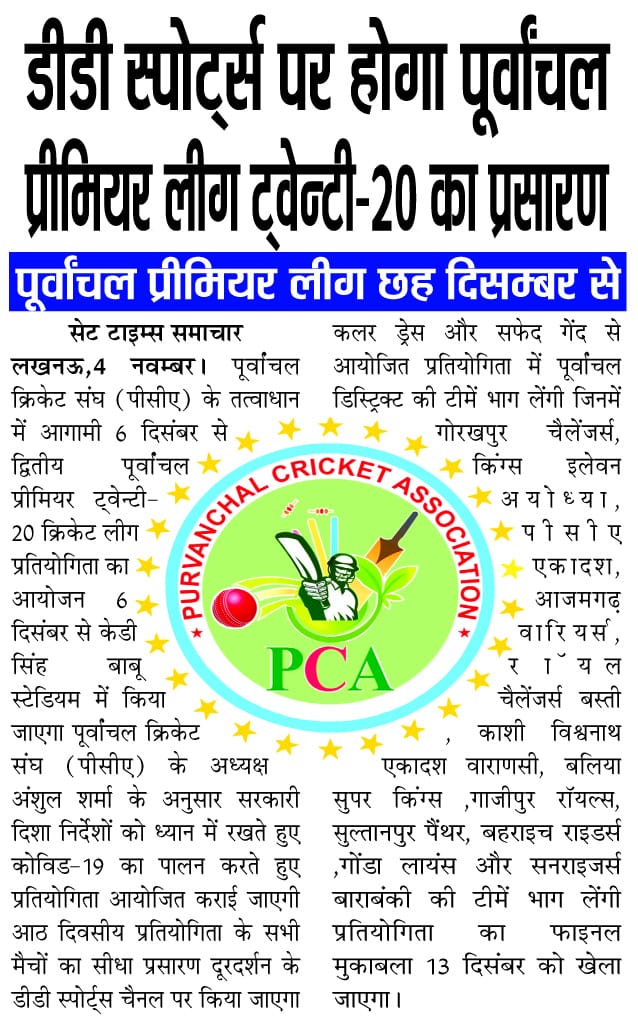 डीडी स्पोर्ट्स पर होगा पूर्वांचल
प्रीमियर लीग ट्वेन्टी-20 का प्रसारण
पूर्वांचल प्रीमियर लीग छह दिसम्बर से
सेट टाइम्स समाचार
लखनऊ,4 नवम्बर। पूर्वांचल
क्रिकेट संघ (पीसीए) के तत्वाधान
में आगामी 6 दिसंबर से
द्वितीय पूर्वांचल
प्रीमियर ट्वेन्टी-
20 क्रिकेट लीग
प्रतियोगिता का
आयोजन 6
दिसंबर से केडी
सिंह बाबू
स्टेडियम में किया
जाएगा पूर्वांचल क्रिकेट
संघ (पीसीए) के अध्यक्ष
अंशुल शर्मा के अनुसार सरकारी
दिशा निर्देशों को ध्यान में रखते हुए
कोविड-19 का पालन करते हुए
प्रतियोगिता आयोजित कराई जाएगी
आठ दिवसीय प्रतियोगिता के सभी
मैचों का सीधा प्रसारण दूरदर्शन के
डीडी स्पोर्ट्स चैनल पर किया जाएगा
कलर ड्रेस और सफेद गेंद से
आयोजित प्रतियोगिता में पूर्वांचल
डिस्ट्रिक्ट की टीमें भाग लेंगी जिनमें
गोरखपुर चैलेंजर्स,
किंग्स इलेवन
अयोध्या,
पीसीए
एकादश,
आजमगढ़
वारियर्स,
रॉयल
चैलेंजर्स बस्ती
, काशी विश्वनाथ
एकादश वाराणसी, बलिया
सुपर किंग्स ,गाजीपुर रॉयल्स,
सुल्तानपुर पैंथर, बहराइच राइडर्स
,गोंडा लायंस और सनराइजर्स
बाराबंकी की टीमें भाग लेंगी
प्रतियोगिता का फाइनल
मुकाबला 13 दिसंबर को खेला
जाएगा।
PURVANCHAL CRICKET ASSOCIATION
PCA